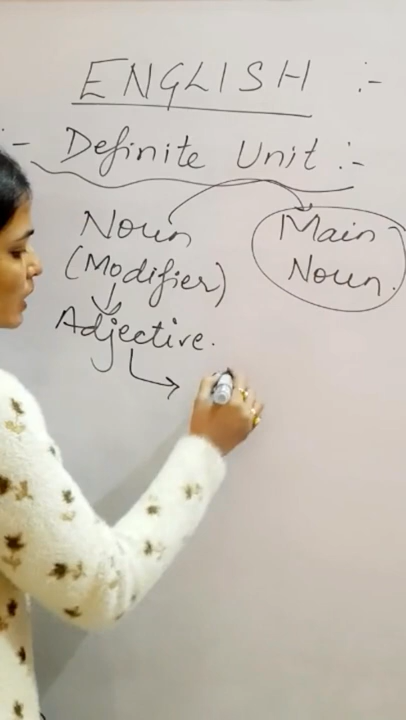 ENGLISH :-
:- Definite Unit :-
Noun
(Modifier)
Main
Noun.
Adjective.